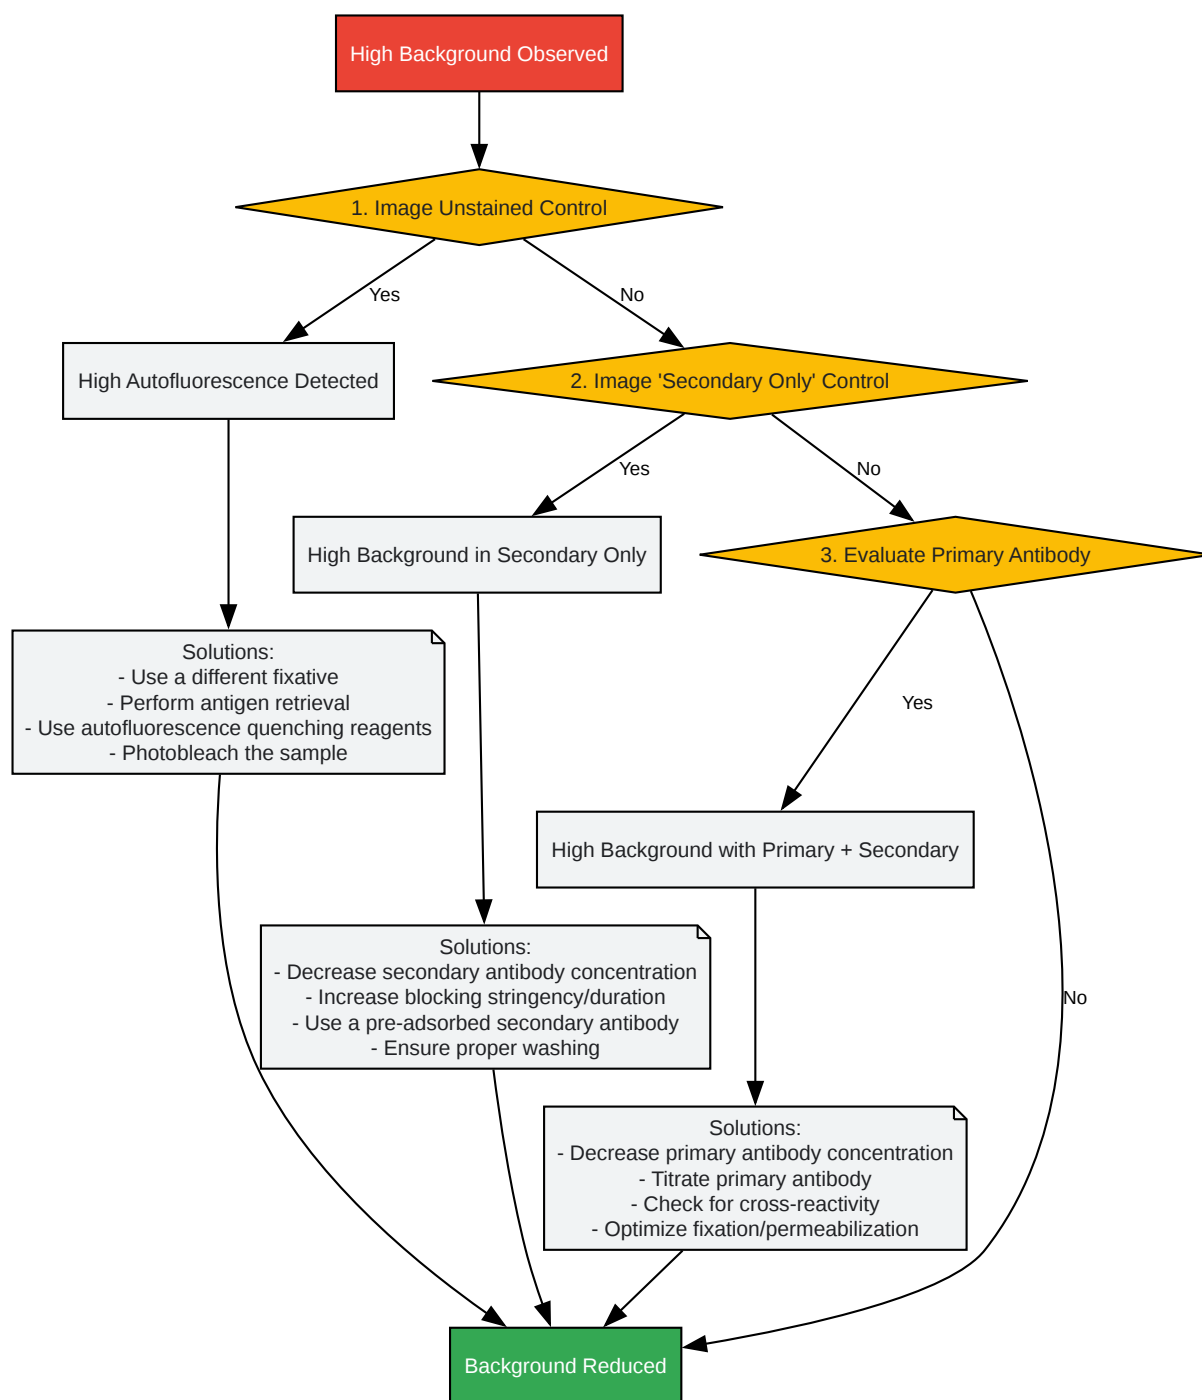 High Background Observed
1. Image Unstained Control
Yes
No
High Autofluorescence Detected
2. Image 'Secondary Only' Control
Yes
No
High Background in Secondary Only
3. Evaluate Primary Antibody
Solutions:
- Use a different fixative
- Perform antigen retrieval
- Use autofluorescence quenching reagents
- Photobleach the sample
Yes
High Background with Primary + Secondary
Solutions:
- Decrease secondary antibody concentration
- Increase blocking stringency/duration
- Use a pre-adsorbed secondary antibody
- Ensure proper washing
No
Solutions:
- Decrease primary antibody concentration
- Titrate primary antibody
- Check for cross-reactivity
- Optimize fixation/permeabilization
Background Reduced